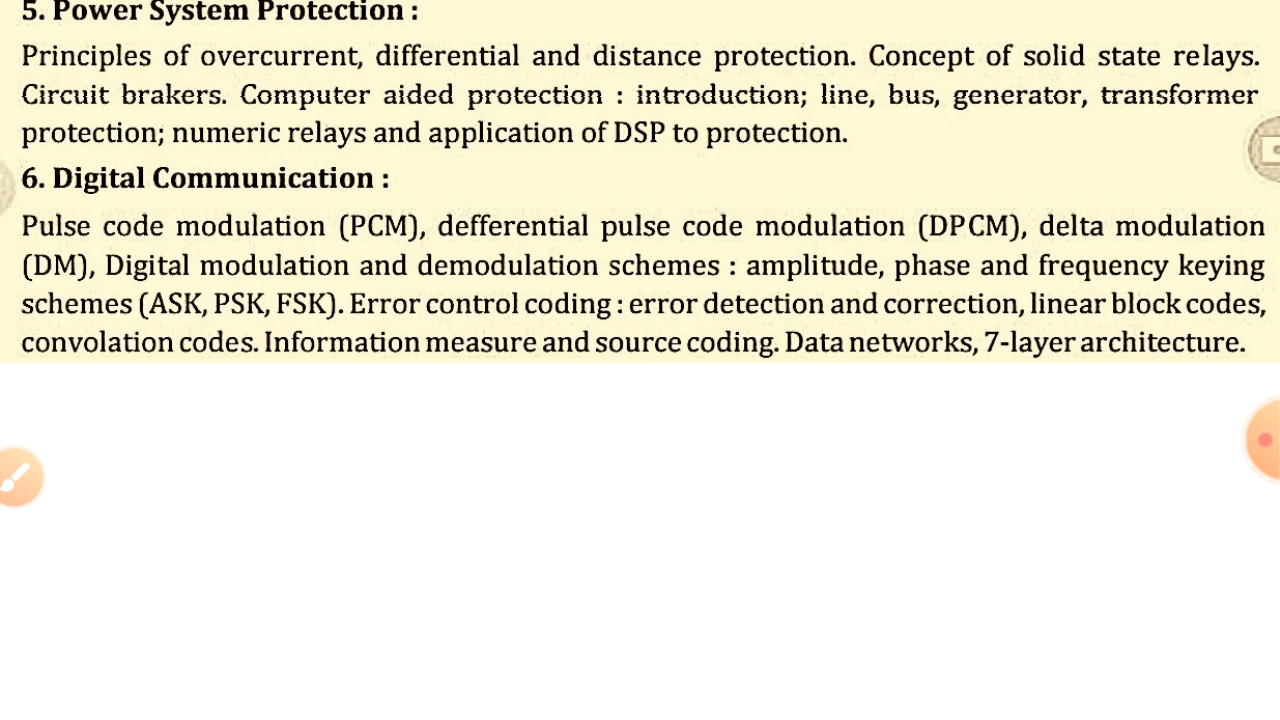 5. Power System Protection :
Principles of overcurrent, differential and distance protection. Concept of solid state relays.
Circuit brakers. Computer aided protection : introduction; line, bus, generator, transformer
protection; numeric relays and application of DSP to protection.
6. Digital Communication :
Pulse code modulation (PCM), defferential pulse code modulation (DPCM), delta modulation
(DM), Digital modulation and demodulation schemes : amplitude, phase and frequency keying
schemes (ASK, PSK, FSK). Error control coding : error detection and correction, linear block codes,
convolation codes. Information measure and source coding. Data networks, 7-layer architecture.